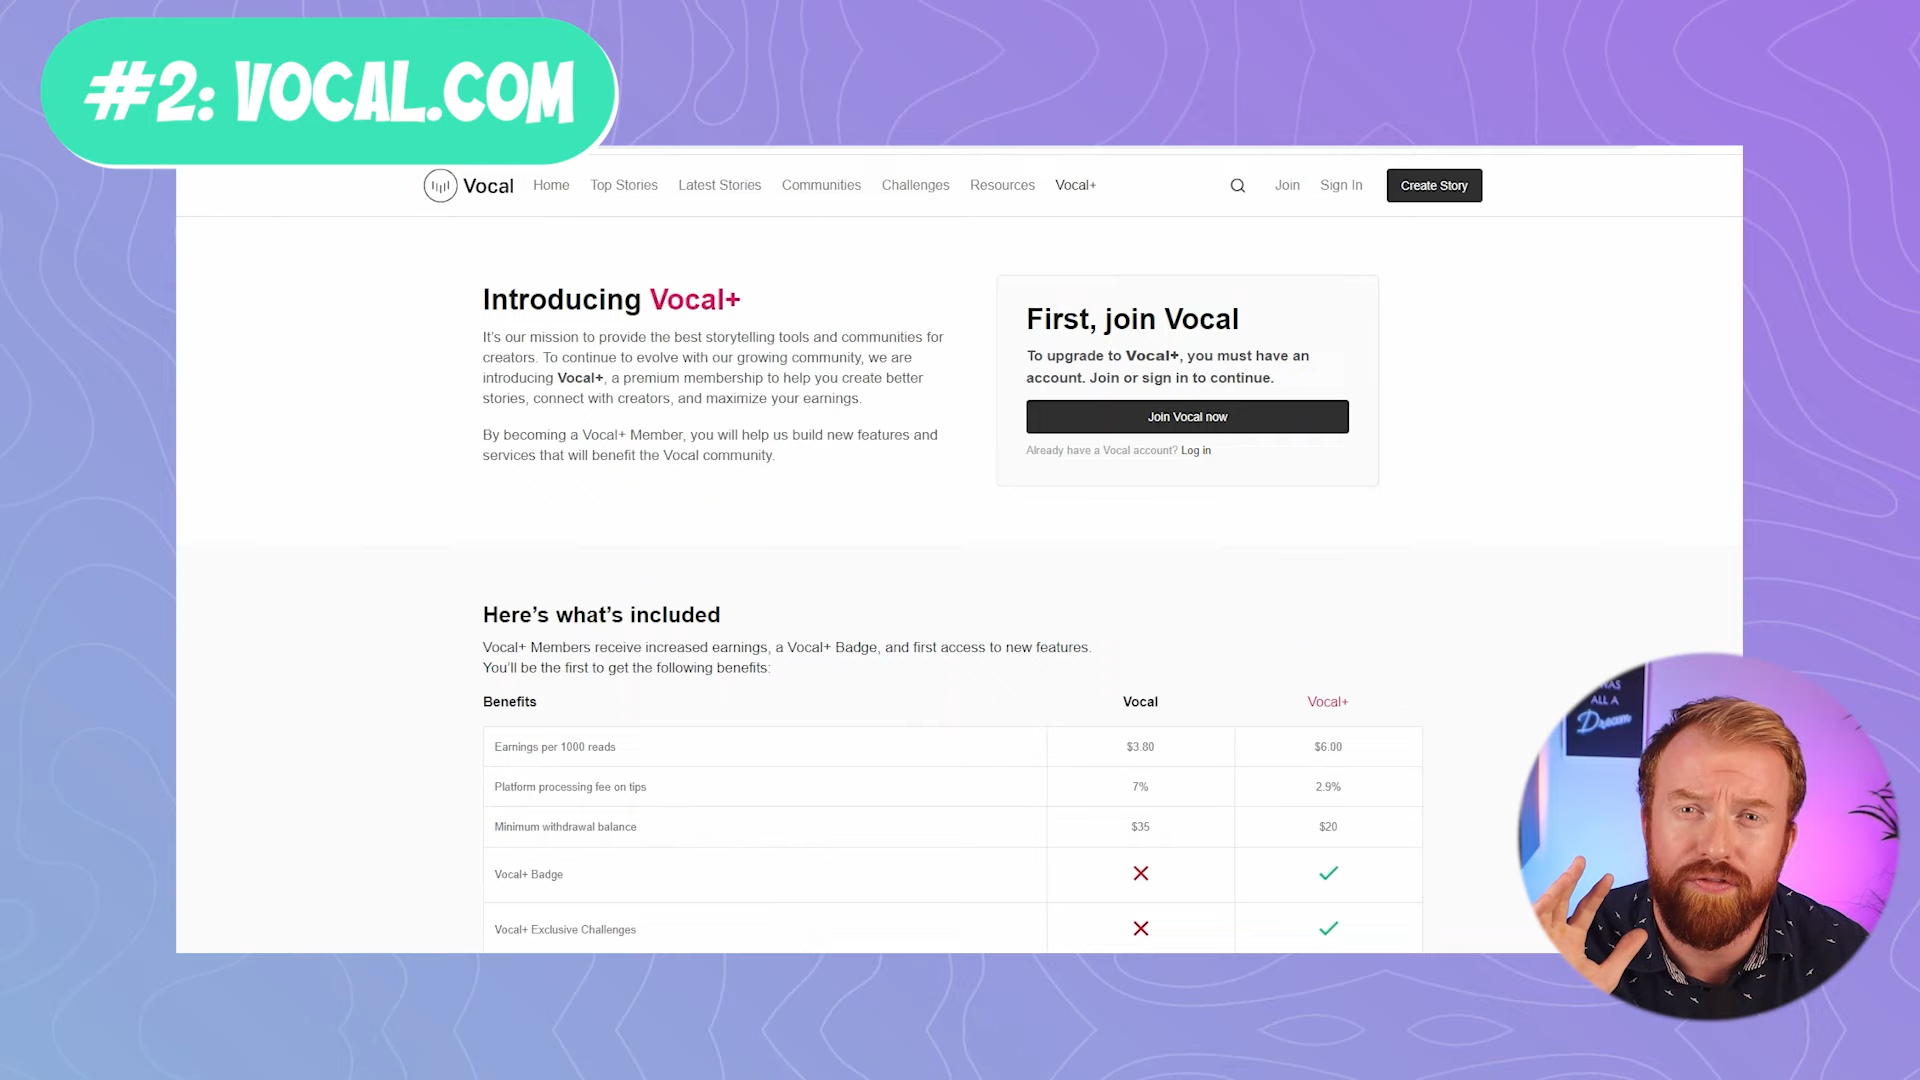 #2: VOCAL.COM
Vocal Home Top Stories Latest Stories Communities Challenges Resources Vocal+ Join Sign In Create Story
Introducing Vocal+
It's our mission to provide the best storytelling tools and communities for
creators. To continue to evolve with our growing community, we are
introducing Vocal+, a premium membership to help you create better
stories, connect with creators, and maximize your earnings.
By becoming a Vocal+ Member, you will help us build new features and
services that will benefit the Vocal community.
First, join Vocal
To upgrade to Vocal+, you must have an
account. Join or sign in to continue.
Join Vocal now
Already have a Vocal account? Log in
Here's what's included
Vocal+ Members receive increased earnings, a Vocal+ Badge, and first access to new features.
You'll be the first to get the following benefits:
Benefits Vocal Vocal+
Earnings per 1000 reads $3.80 $6.00
Platform processing fee on tips 7% 2.9%
Minimum withdrawal balance $35 $20
Vocal+ Badge
Vocal+ Exclusive Challenges
ALL A
Dream